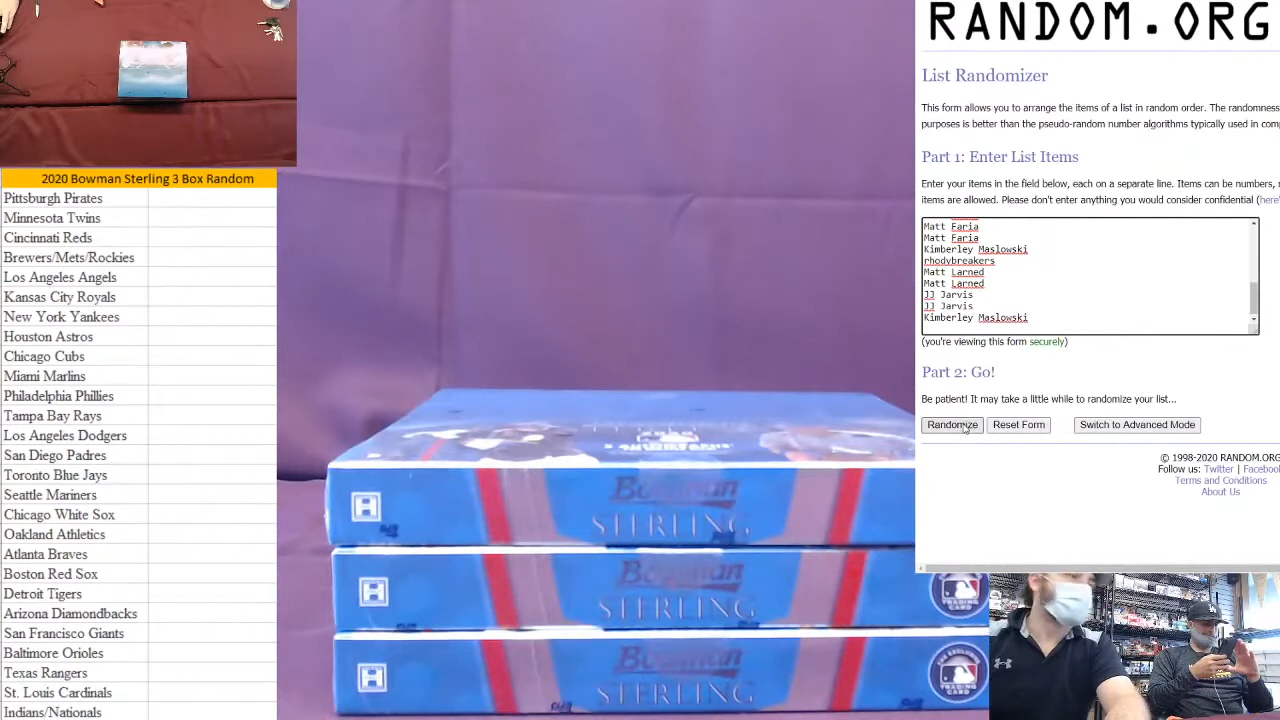 2020 Bowman Sterling 3 Box Random
Pittsburgh Pirates
Minnesota Twins
Cincinnati Reds
Brewers/Mets/Rockies
Los Angeles Angels
Kansas City Royals
New York Yankees
Houston Astros
Chicago Cubs
Miami Marlins
Philadelphia Phillies
Tampa Bay Rays
Los Angeles Dodgers
San Diego Padres
Toronto Blue Jays
Seattle Mariners
Chicago White Sox
Oakland Athletics
Atlanta Braves
Boston Red Sox
Detroit Tigers
Arizona Diamondbacks
San Francisco Giants
Baltimore Orioles
Texas Rangers
St. Louis Cardinals
Indians/Nationals
H
Bowman
STERLING
H
Bowman
STERLING
TRADING
CARD
H
Bowman
STERLING
TRADING
CARD
RANDOM.ORG
List Randomizer
This form allows you to arrange the items of a list in random order. The randomness
purposes is better than the pseudo-random number algorithms typically used in com
Part 1: Enter List Items
Enter your items in the field below, each on a separate line. Items can be numbers,
items are allowed. Please don't enter anything you would consider confidential (here'
Matt Faria
Matt Faria
Kimberley Maslowski
rhodybreakers
Matt Larned
Matt Larned
JJ Jarvis
JJ Jarvis
Kimberley Maslowski
(you're viewing this form securely)
Part 2: Go!
Be patient! It may take a little while to randomize your list...
Randomize Reset Form Switch to Advanced Mode
© 1998-2020 RANDOM.ORG
Follow us: Twitter | Faceboo
Terms and Conditions
About Us